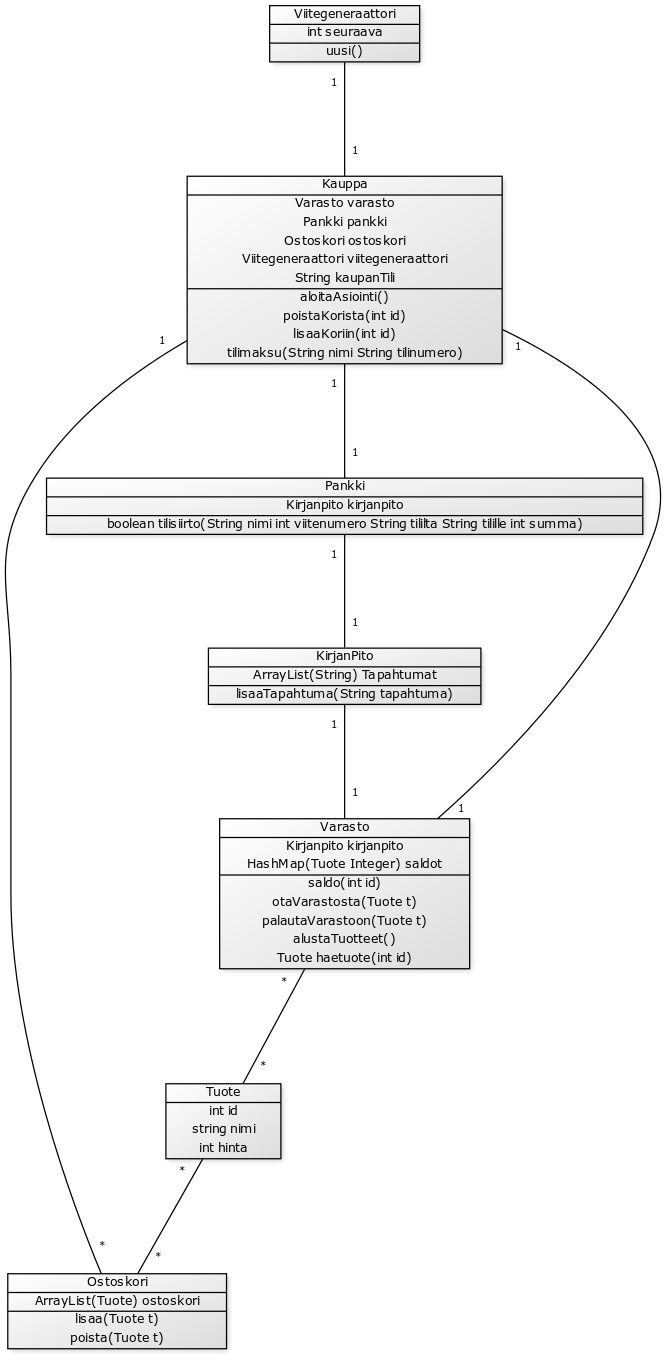 Viitegeneraattori
int seuraava
uusi()
1
1
Kauppa
Varasto varasto
Pankki pankki
Ostoskori ostoskori
Viitegeneraattori viitegeneraattori
String kaupanTili
aloitaAsiointi()
poistaKorista(int id)
lisaaKoriin(int id)
tilimaksu(String nimi String tilinumero)
1
1
1
1
Pankki
Kirjanpito kirjanpito
boolean tilisiirto(String nimi int viitenumero String tililta String tilille int summa)
1
1
KirjanPito
ArrayList(String) Tapahtumat
lisaaTapahtuma(String tapahtuma)
1
1
1
Varasto
Kirjanpito kirjanpito
HashMap(Tuote Integer) saldot
saldo(int id)
otaVarastosta(Tuote t)
palautaVarastoon(Tuote t)
alustaTuotteet()
Tuote haetuote(int id)
*
*
Tuote
int id
string nimi
int hinta
*
*
*
Ostoskori
ArrayList(Tuote) ostoskori
lisaa(Tuote t)
poista(Tuote t)